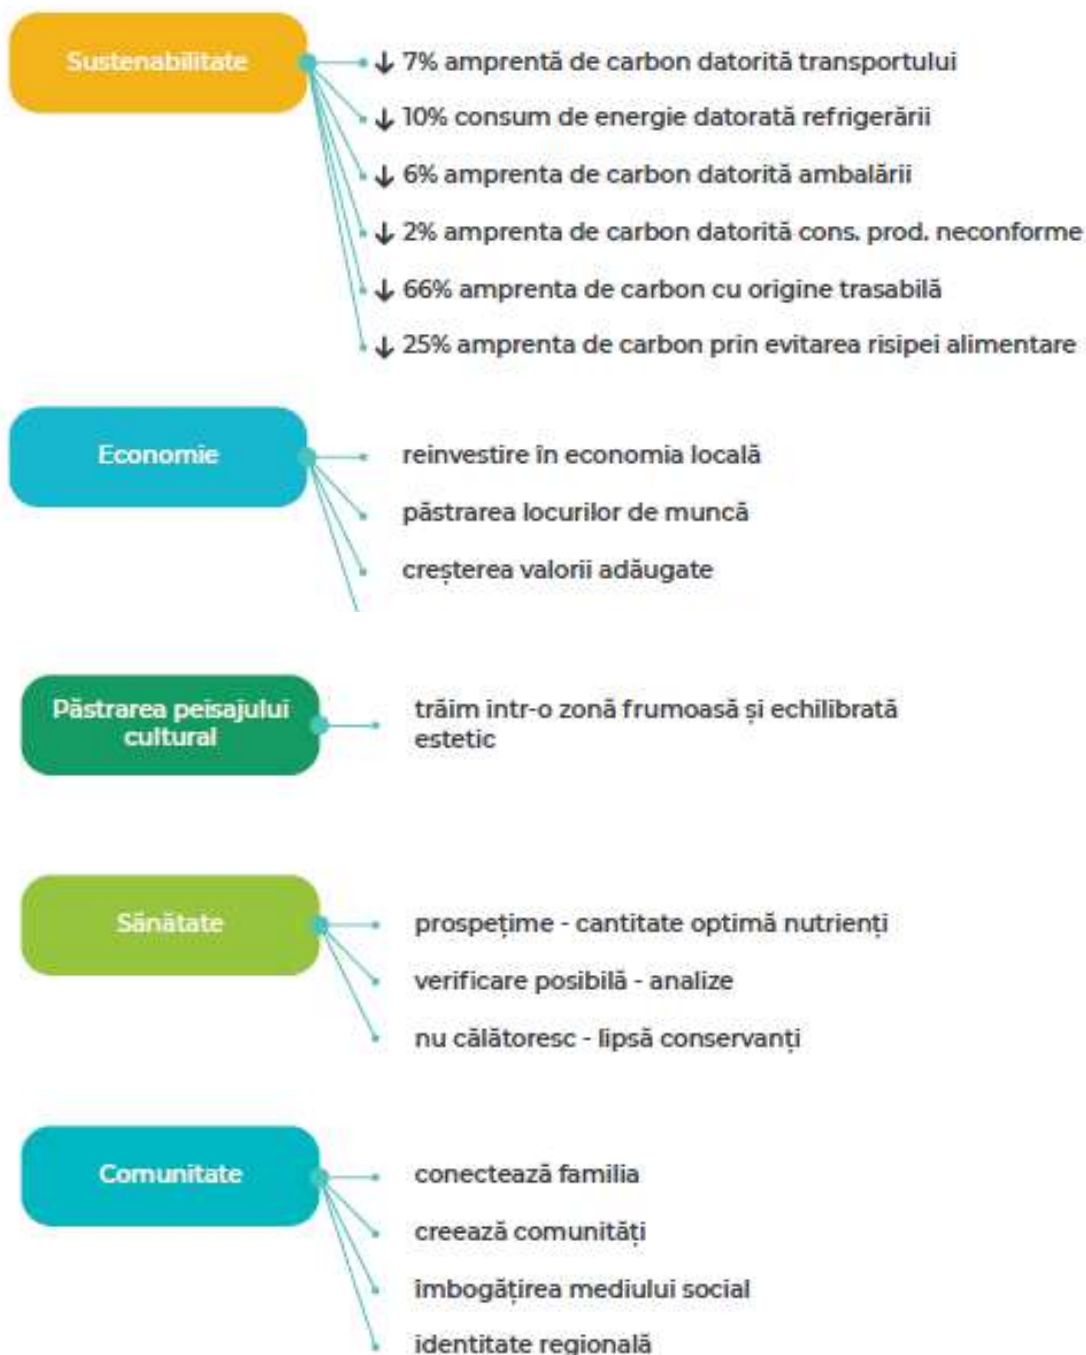 Sustenabilitate
↓ 7% amprentă de carbon datorită transportului
↓ 10% consum de energie datorată refrigerării
↓ 6% amprenta de carbon datorită ambalării
↓ 2% amprenta de carbon datorită cons. prod. neconforme
↓ 66% amprenta de carbon cu origine trasabilă
↓ 25% amprenta de carbon prin evitarea risipei alimentare
Economie
reinvestire în economia locală
păstrarea locurilor de muncă
creșterea valorii adăugate
Păstrarea peisajului
cultural
trăim intr-o zonă frumoasă și echilibrată
estetic
Sănătate
prospețime - cantitate optimă nutrienți
verificare posibilă - analize
nu călătoresc - lipsă conservanți
Comunitate
conectează familia
creează comunități
îmbogățirea mediului social
identitate regională